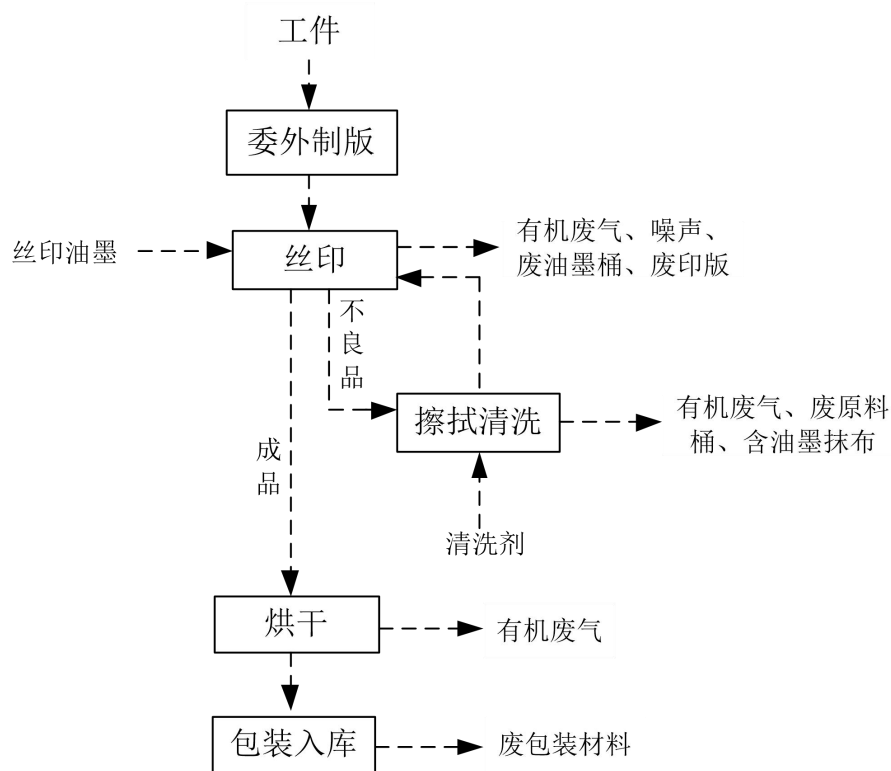 工件
委外制版
丝印油墨
丝印
有机废气、噪声、
废油墨桶、废印版
不良品
擦拭清洗
有机废气、废原料
桶、含油墨抹布
成品
清洗剂
烘干
有机废气
包装入库
废包装材料